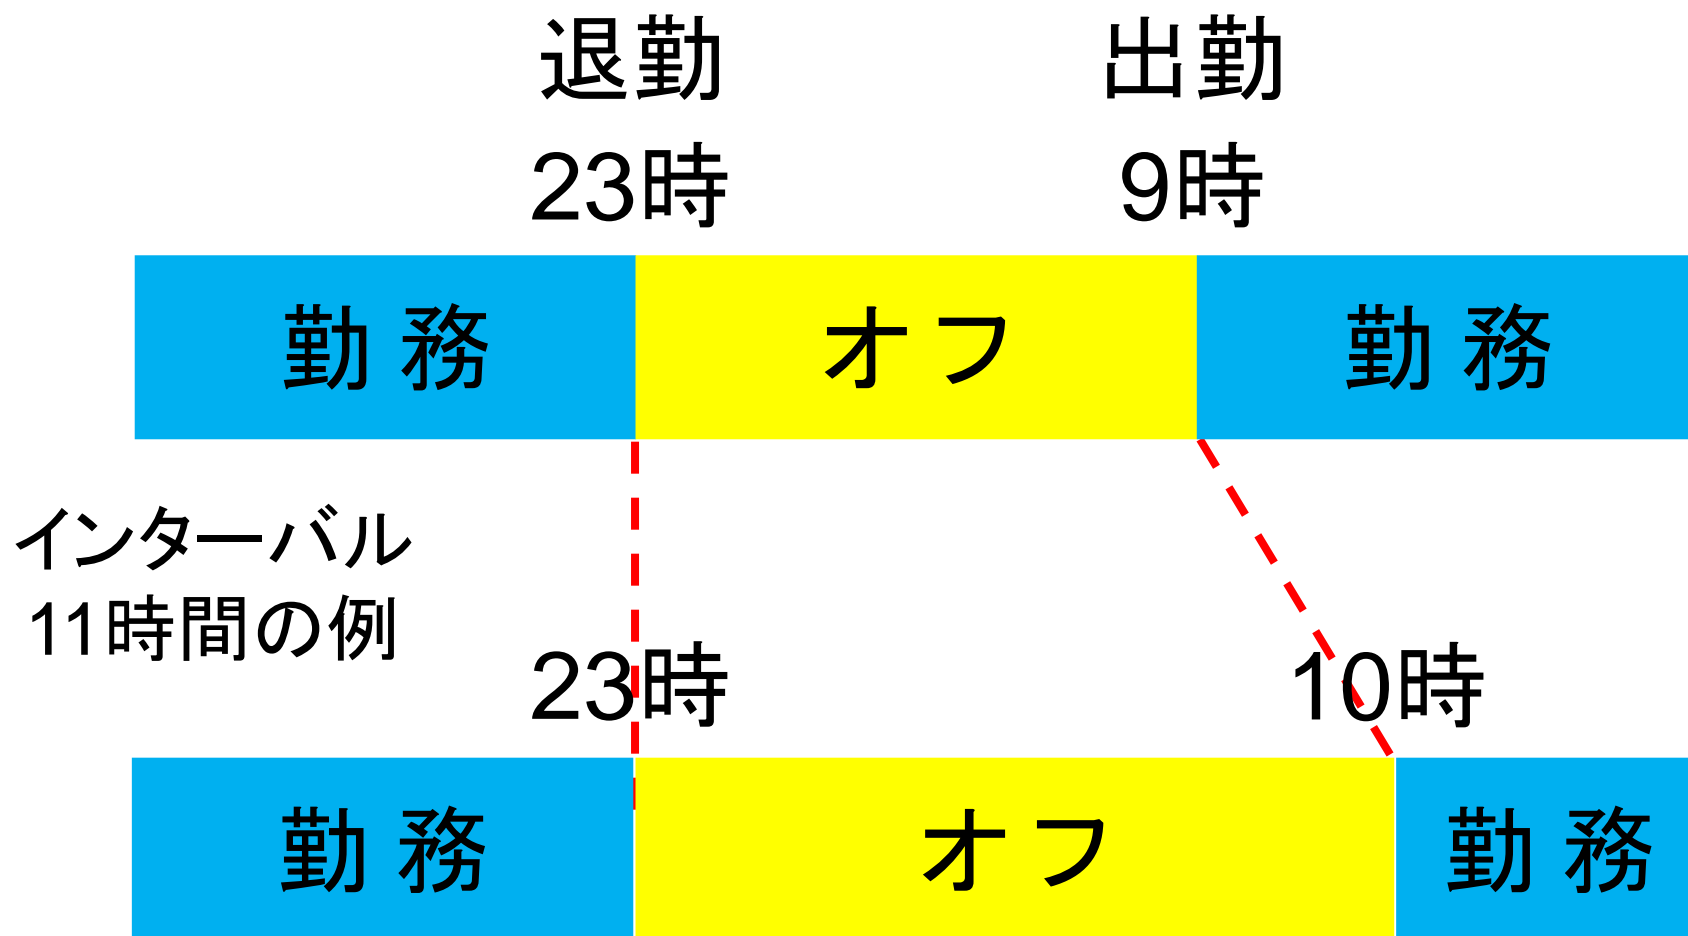 退勤 出勤
23時 9時
勤 務 オ フ 勤 務
インターバル
11時間の例
23時 10時
勤 務 オ フ 勤 務